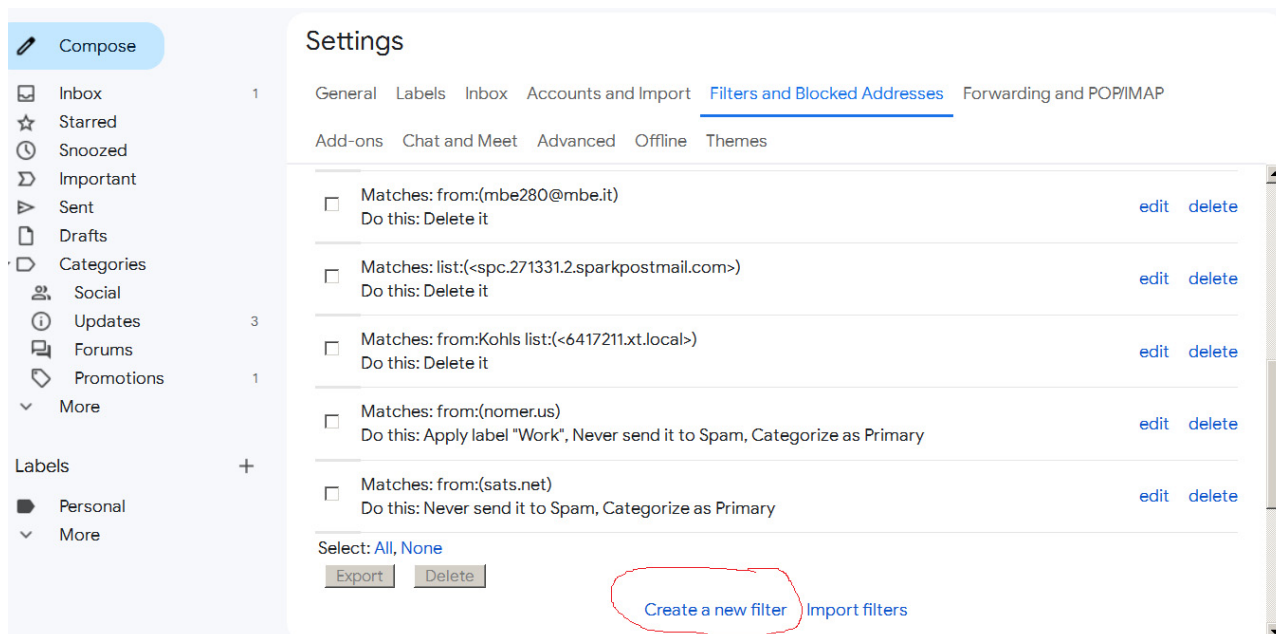 Compose
Inbox 1
Starred
Snoozed
Important
Sent
Drafts
Categories
Social
Updates 3
Forums
Promotions 1
More
Labels +
Personal
More
Settings
General Labels Inbox Accounts and Import Filters and Blocked Addresses Forwarding and POP/IMAP
Add-ons Chat and Meet Advanced Offline Themes
Matches: from:(mbe280@mbe.it)
Do this: Delete it
edit delete
Matches: list:(<spc.271331.2.sparkpostmail.com>)
Do this: Delete it
edit delete
Matches: from:Kohls list:(<6417211.xt.local>)
Do this: Delete it
edit delete
Matches: from:(nomer.us)
Do this: Apply label "Work", Never send it to Spam, Categorize as Primary
edit delete
Matches: from:(sats.net)
Do this: Never send it to Spam, Categorize as Primary
edit delete
Select: All, None
Export Delete
Create a new filter Import filters